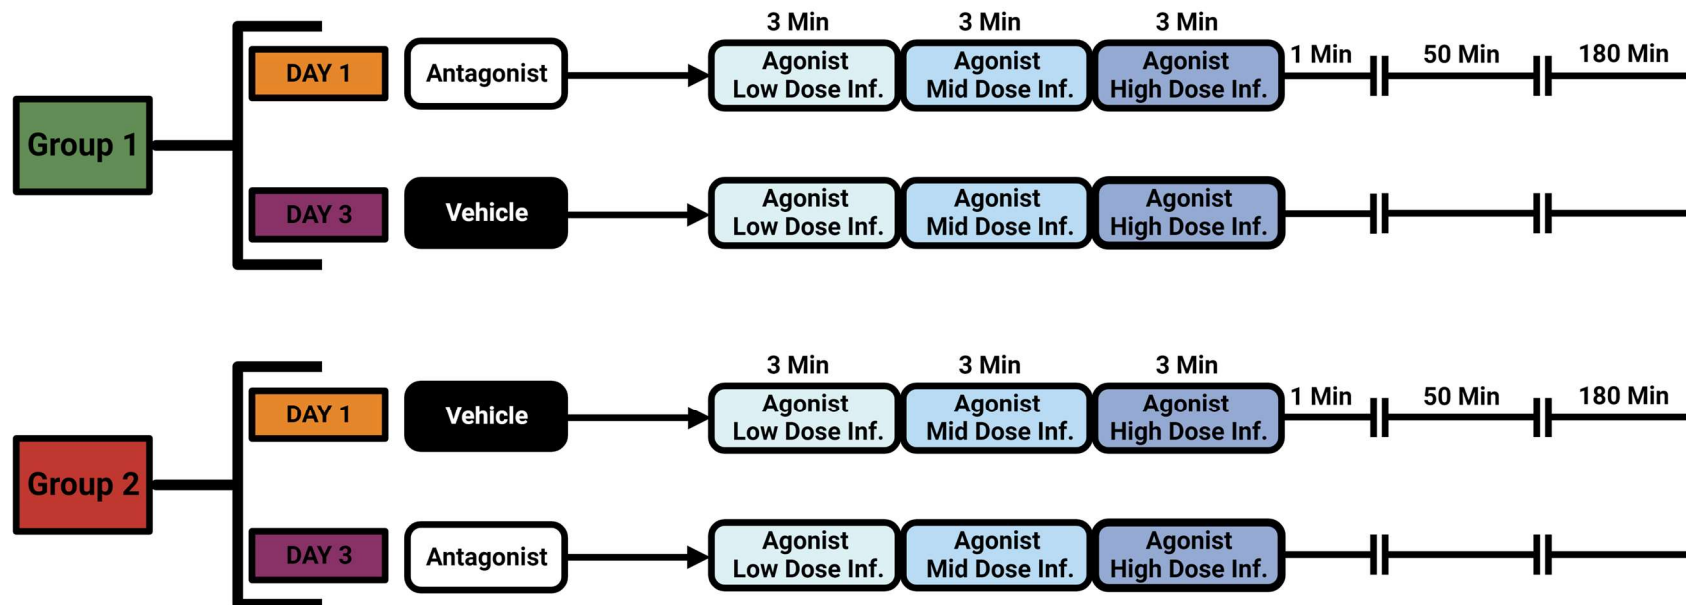 3 Min 3 Min 3 Min
DAY 1 Antagonist Agonist Agonist Agonist 1 Min 50 Min 180 Min
Low Dose Inf. Mid Dose Inf. High Dose Inf.
Group 1
DAY 3 Vehicle Agonist Agonist Agonist
Low Dose Inf. Mid Dose Inf. High Dose Inf.
3 Min 3 Min 3 Min
DAY 1 Vehicle Agonist Agonist Agonist 1 Min 50 Min 180 Min
Low Dose Inf. Mid Dose Inf. High Dose Inf.
Group 2
DAY 3 Antagonist Agonist Agonist Agonist
Low Dose Inf. Mid Dose Inf. High Dose Inf.